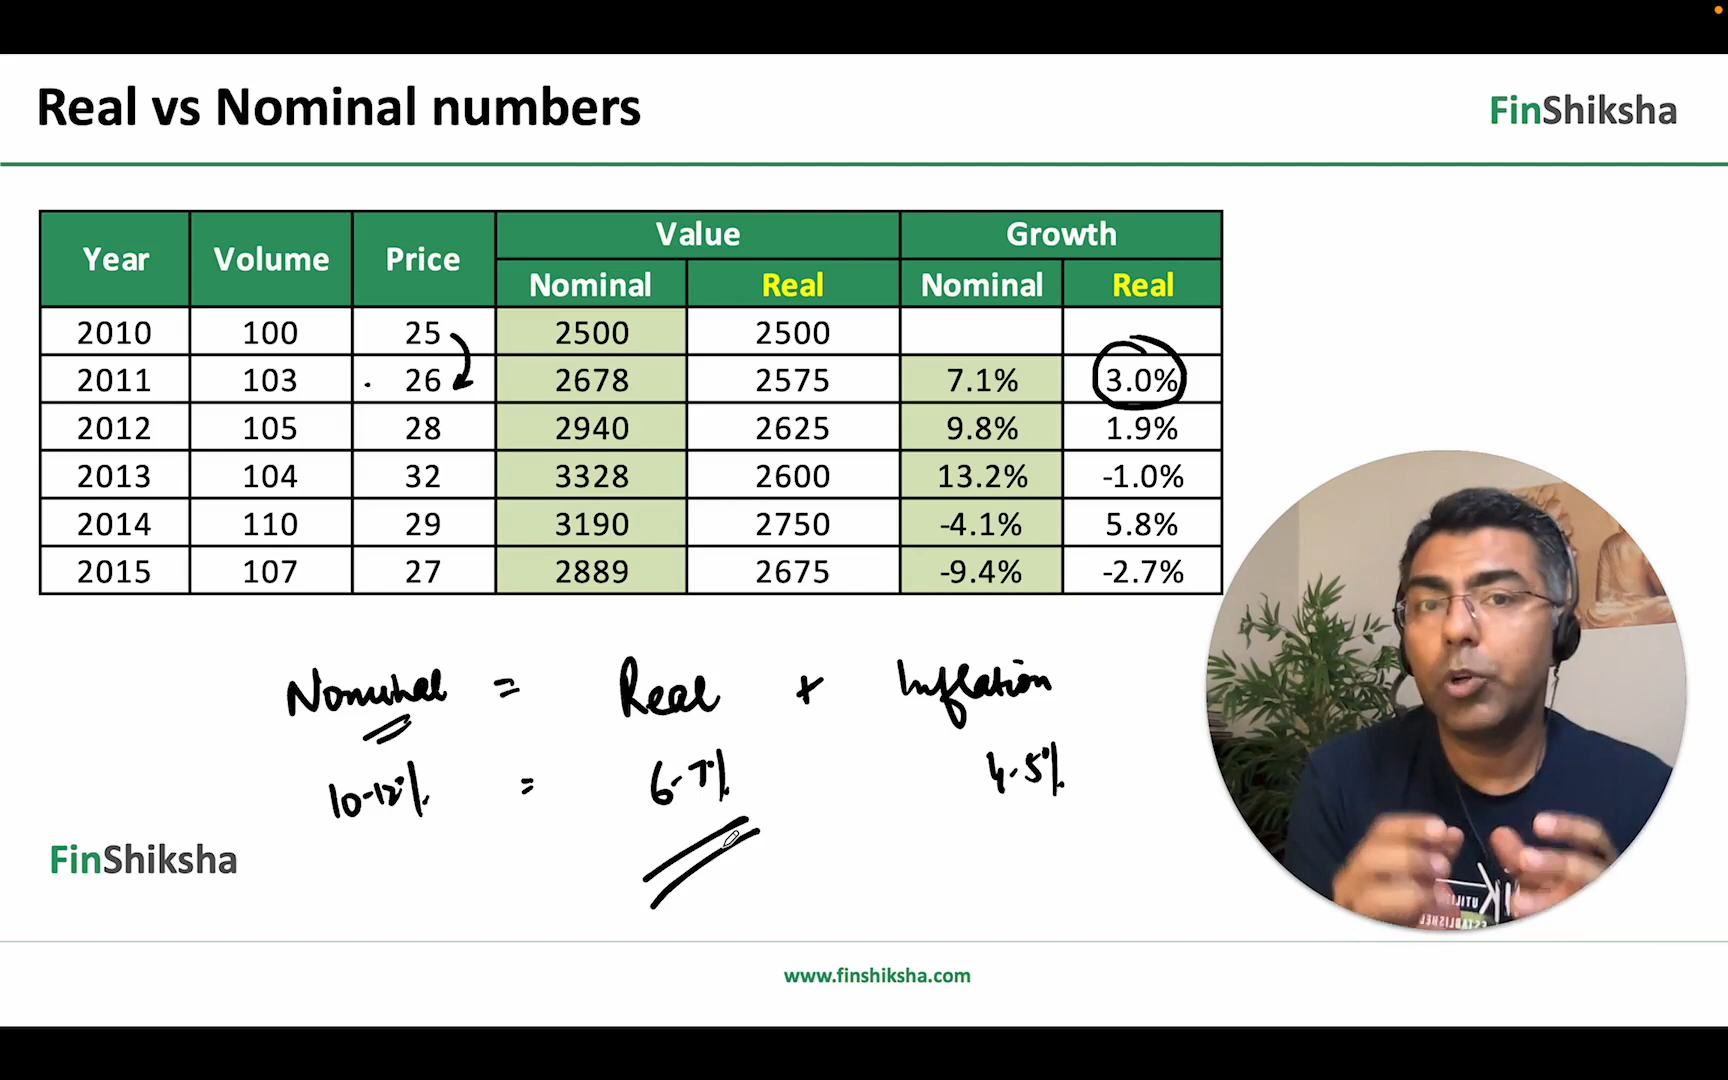 Real vs Nominal numbers
FinShiksha
Year Volume Price Value Growth
Nominal Real Nominal Real
2010 100 25 2500 2500
2011 103 26 2678 2575 7.1% 3.0%
2012 105 28 2940 2625 9.8% 1.9%
2013 104 32 3328 2600 13.2% -1.0%
2014 110 29 3190 2750 -4.1% 5.8%
2015 107 27 2889 2675 -9.4% -2.7%
Nominal = Real + Inflation
10-12% = 6-7% 4-5%
FinShiksha
ESTABLISHED
www.finshiksha.com